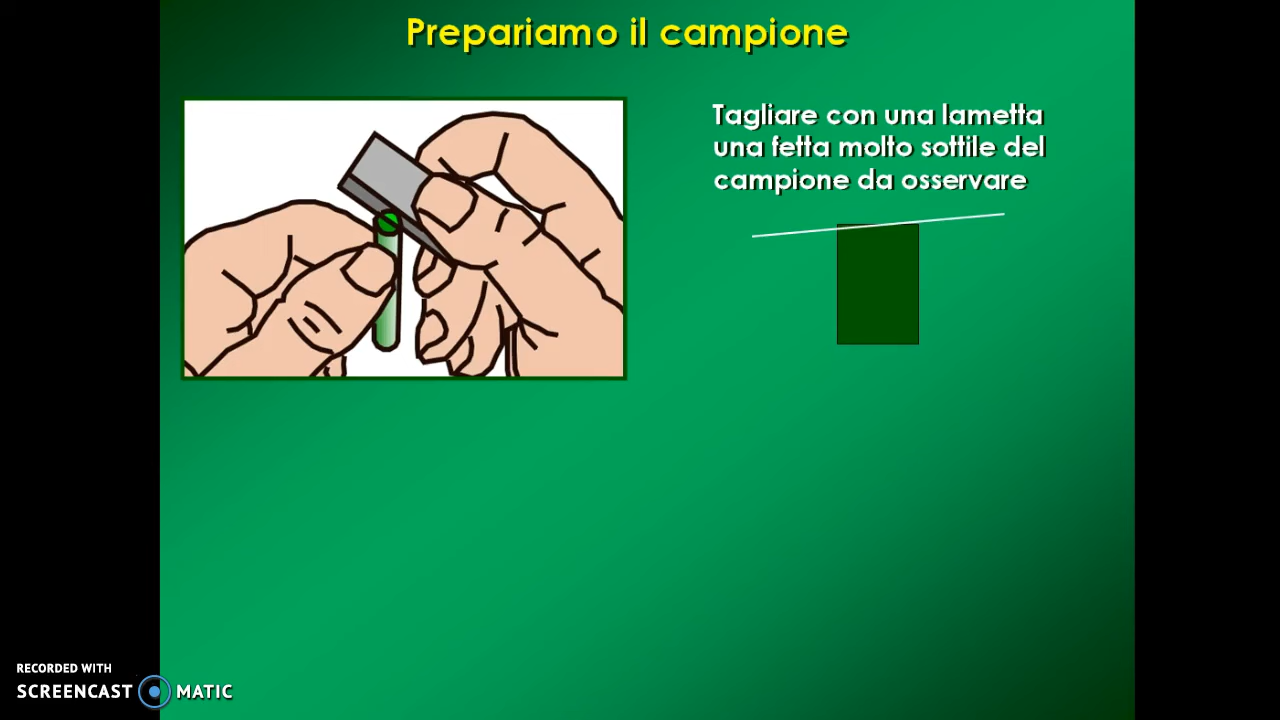 Prepariamo il campione
Tagliare con una lametta
una fetta molto sottile del
campione da osservare
RECORDED WITH
SCREENCAST MATIC